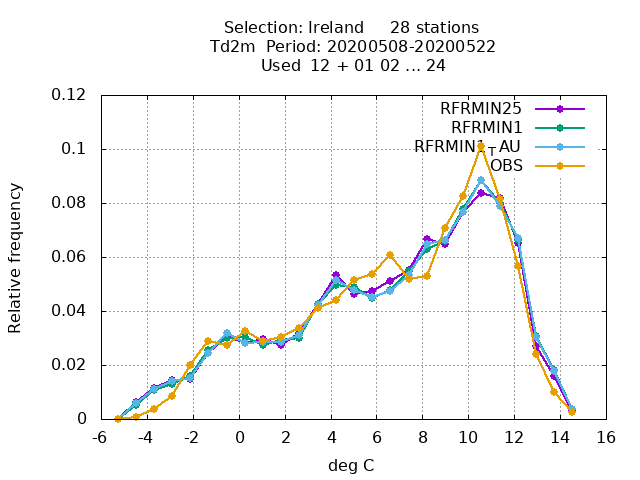 Selection: Ireland 28 stations
Td2m Period: 20200508-20200522
Used 12 + 01 02 ... 24
0.12
0.1
0.08
0.06
0.04
0.02
0
Relative frequency
RFRMIN25
RFRMIN1
RFRMIN1_TAU
OBS
-6 -4 -2 0 2 4 6 8 10 12 14 16
deg C